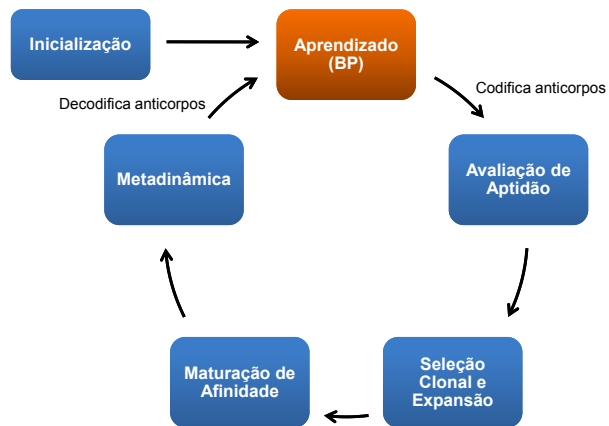 Inicialização
Aprendizado
(BP)
Codifica anticorpos
Decodifica anticorpos
Avaliação de
Aptidão
Metadinâmica
Seleção
Clonal e
Expansão
Maturação de
Afinidade